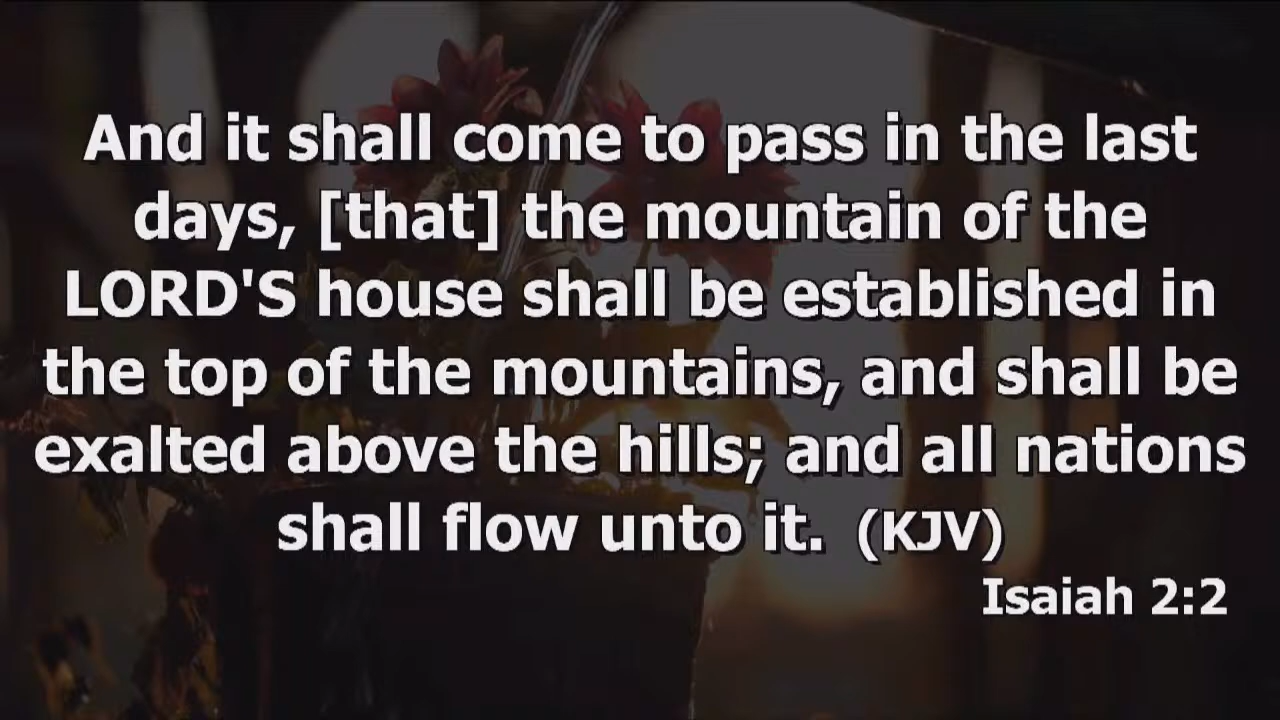 And it shall come to pass in the last
days, [that] the mountain of the
LORD'S house shall be established in
the top of the mountains, and shall be
exalted above the hills; and all nations
shall flow unto it. (KJV)
Isaiah 2:2